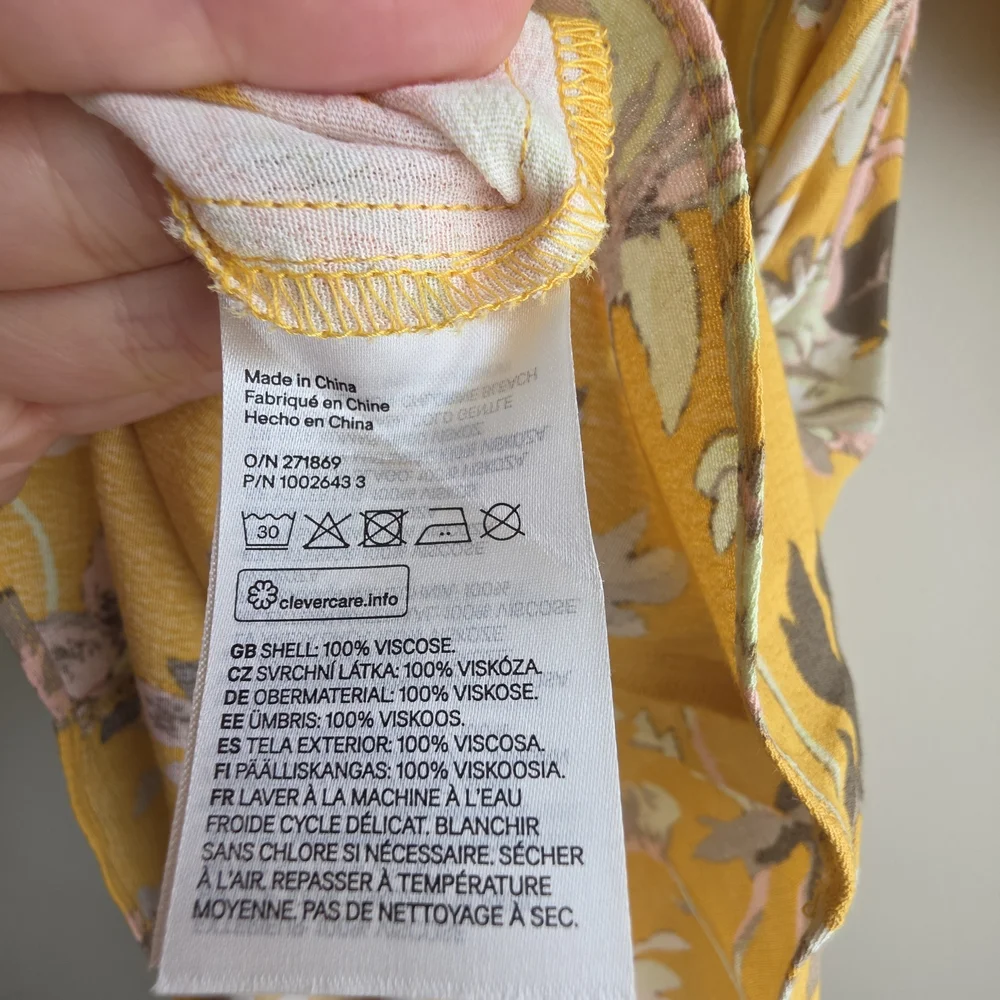 Made in China
Fabriqué en Chine
Hecho en China
O/N 271869
P/N 1002643 3
30
clevercare.info
GB SHELL: 100% VISCOSE.
CZ SVRCHNÍ LÁTKA: 100% VISKÓZA.
DE OBERMATERIAL: 100% VISKOSE.
EE ÜMBRIS: 100% VISKOOS.
ES TELA EXTERIOR: 100% VISCOSA.
FI PÄÄLLISKANGAS: 100% VISKOOSIA.
FR LAVER À LA MACHINE À L'EAU
FROIDE CYCLE DÉLICAT. BLANCHIR
SANS CHLORE SI NÉCESSAIRE. SÉCHER
À L'AIR. REPASSER À TEMPÉRATURE
MOYENNE. PAS DE NETTOYAGE À SEC.